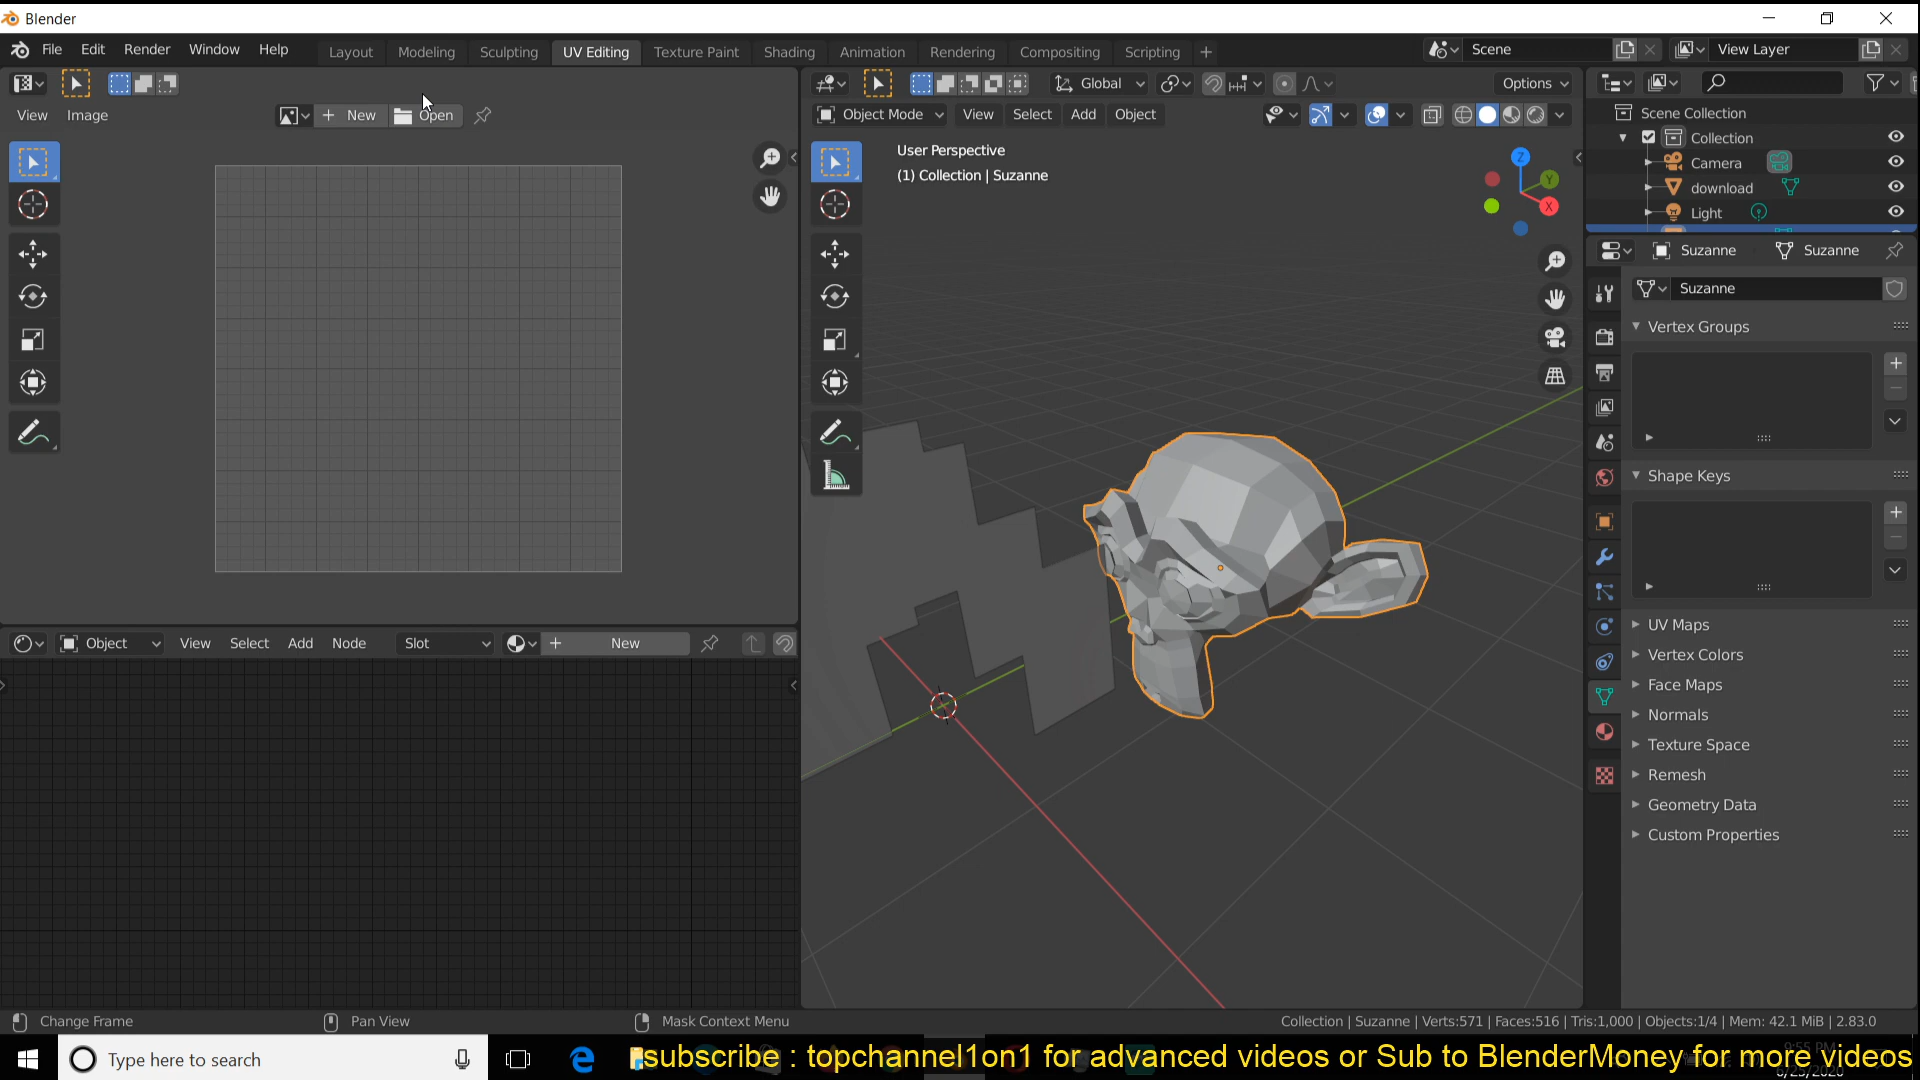 Blender
File Edit Render Window Help Layout Modeling Sculpting UV Editing Texture Paint Shading Animation Rendering Compositing Scripting + Scene View Layer
Global Options
View Image New Open Object Mode View Select Add Object
Scene Collection
Collection
Camera
download
Light
User Perspective
(1) Collection | Suzanne
Z
Y
X
Suzanne Suzanne
Suzanne
Vertex Groups
Shape Keys
UV Maps
Vertex Colors
Face Maps
Normals
Texture Space
Remesh
Geometry Data
Custom Properties
Object View Select Add Node Slot New
Change Frame Pan View Mask Context Menu Collection | Suzanne | Verts:571 | Faces:516 | Tris:1,000 | Objects:1/4 | Mem: 42.1 MiB | 2.83.0
Type here to search
subscribe : topchannel1on1 for advanced videos or Sub to BlenderMoney for more videos
9:55 PM
6/25/2020